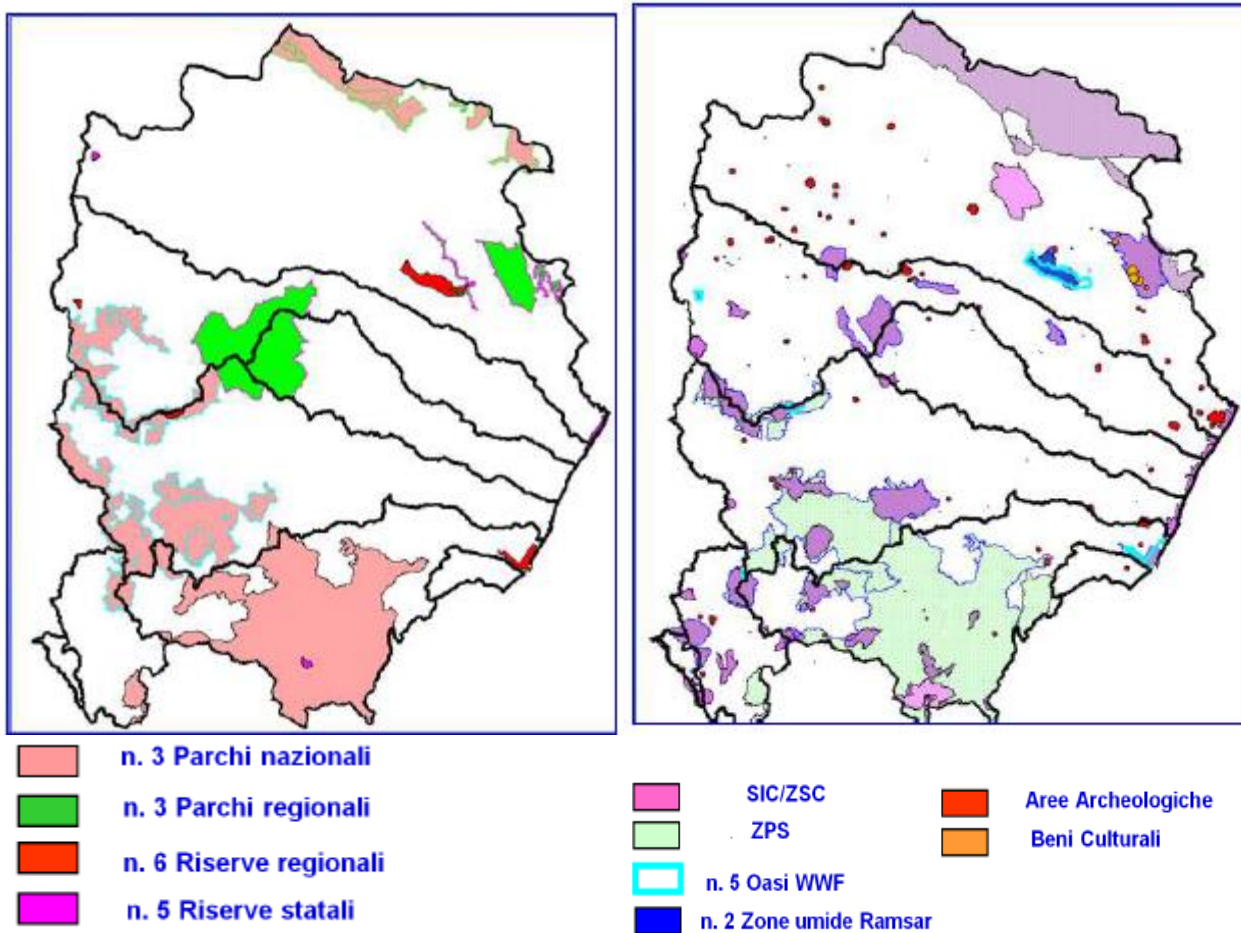 n. 3 Parchi nazionali
n. 3 Parchi regionali
n. 6 Riserve regionali
n. 5 Riserve statali
SIC/ZSC
ZPS
n. 5 Oasi WWF
n. 2 Zone umide Ramsar
Aree Archeologiche
Beni Culturali